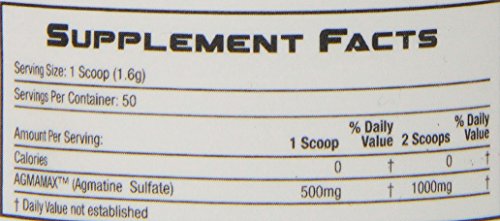 SUPPLEMENT FACTS
Serving Size: 1 Scoop (1.6g)
Servings Per Container: 50
Amount Per Serving: 1 Scoop % Daily Value 2 Scoops % Daily Value
Calories 0 † 0 †
AGMAMAX™ (Agmatine Sulfate) 500mg † 1000mg †
† Daily Value not established